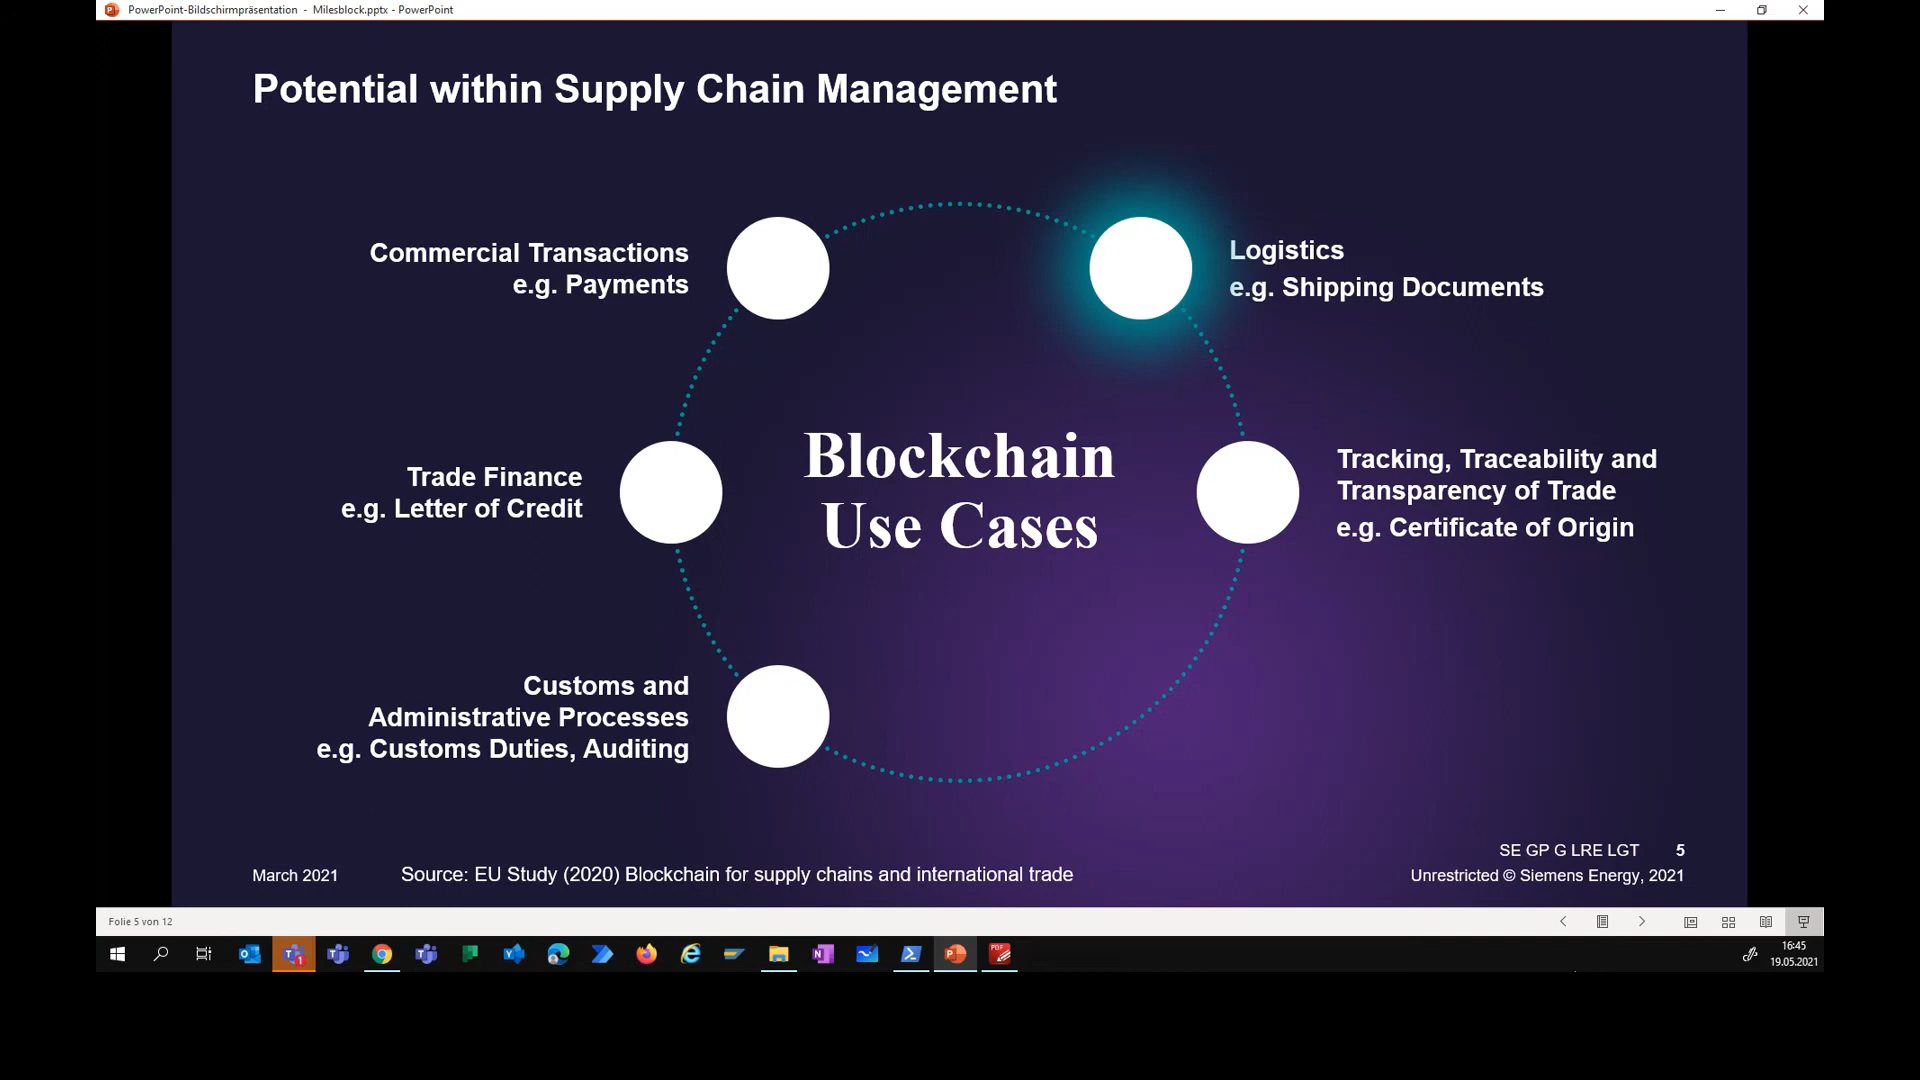 PowerPoint-Bildschirmpräsentation - Milesblock.pptx - PowerPoint
Potential within Supply Chain Management
Commercial Transactions
e.g. Payments
Logistics
e.g. Shipping Documents
Trade Finance
e.g. Letter of Credit
Blockchain
Use Cases
Tracking, Traceability and
Transparency of Trade
e.g. Certificate of Origin
Customs and
Administrative Processes
e.g. Customs Duties, Auditing
SE GP G LRE LGT 5
March 2021
Source: EU Study (2020) Blockchain for supply chains and international trade
Unrestricted © Siemens Energy, 2021
Folie 5 von 12
16:45
19.05.2021